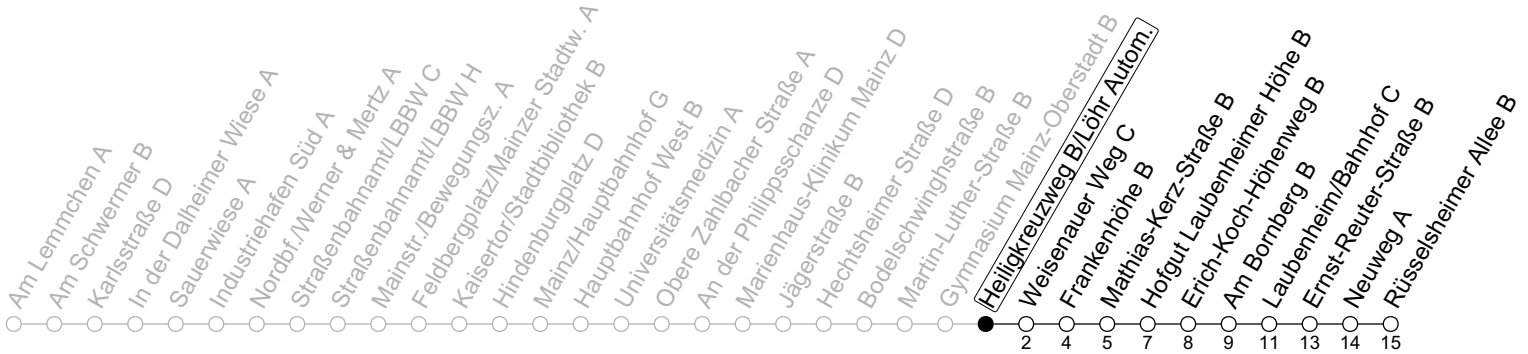 Am Lemmchen A
Am Schwermer B
Karlsstraße D
In der Dalheimer Wiese A
Sauerwiese A
Industriehafen Süd A
Nordbf./Werner & Mertz A
Straßenbahnamt/LBBW C
Straßenbahnamt/LBBW H
Mainstr./Bewegungsz. A
Feldbergplatz/Mainzer Stadtw. A
Kaisertor/Stadtbibliothek B
Hindenburgplatz D
Mainz/Hauptbahnhof G
Hauptbahnhof West B
Universitätsmedizin A
Obere Zahlbacher Straße A
An der Philippsschanze D
Marienhaus-Klinikum Mainz D
Jägerstraße B
Hechtsheimer Straße D
Bodelschwinghstraße B
Martin-Luther-Straße B
Gymnasium Mainz-Oberstadt B
Heiligkreuzweg B/Löhr Autom.
Weisenauer Weg C
Frankenhöhe B
Mathias-Kerz-Straße B
Hofgut Laubenheimer Höhe B
Erich-Koch-Höhenweg B
Am Bornberg B
Laubenheim/Bahnhof C
Ernst-Reuter-Straße B
Neuweg A
Rüsselsheimer Allee B
2 4 5 7 8 9 11 13 14 15